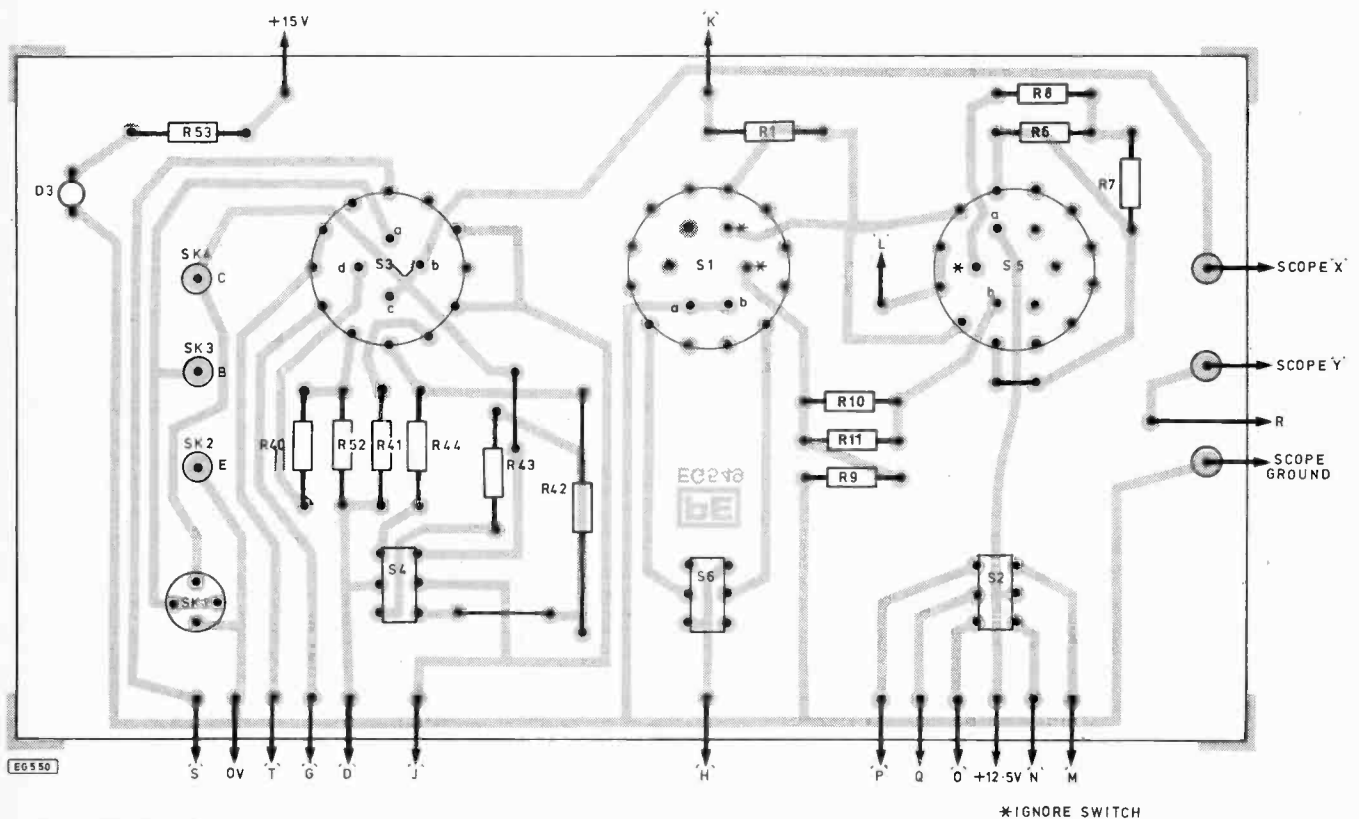 +15V
'K'
R8
R53
R1
R6
D3
R7
a
a
'L'
SK4
C
d
S3
b
S1
*
*
S5
*
SCOPE 'X'
c
a
b
b
SK3
B
SCOPE 'Y'
R10
R
SK2
E
R40
R52
R41
R44
R43
R11
SCOPE
GROUND
R42
EG549
PE
R9
S4
S6
S2
SK1
EG550
'S'
0V
'T'
'G'
'D'
'J'
'H'
'P'
Q
'O'
+12·5V
'N'
'M'
*IGNORE SWITCH